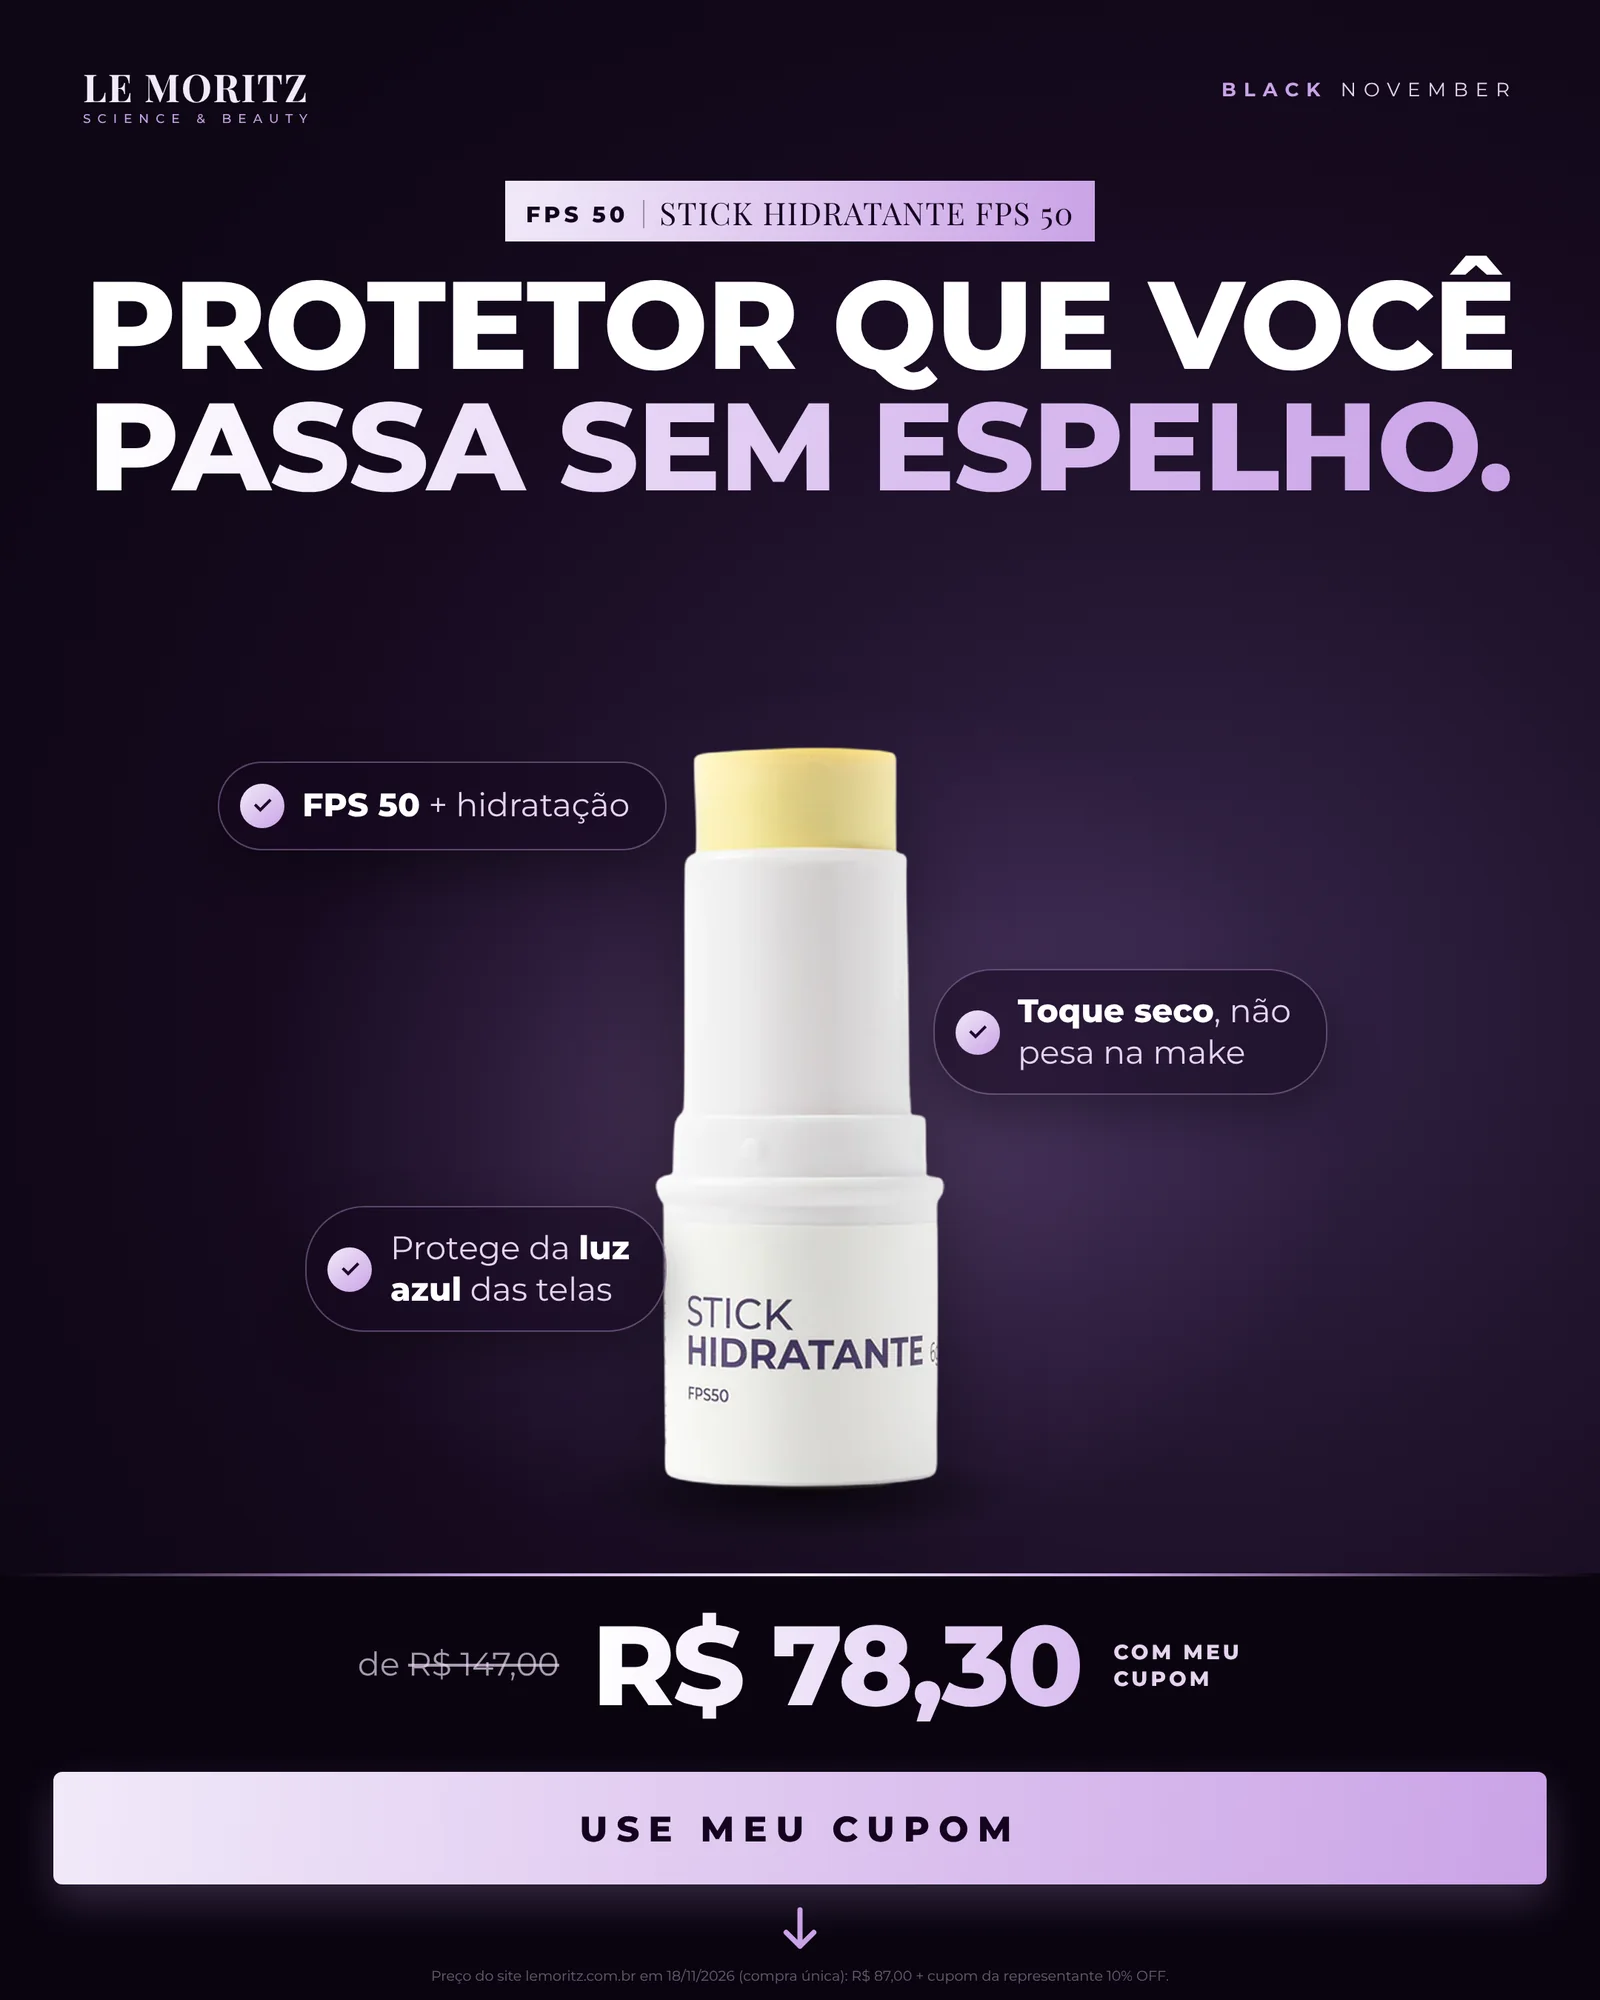 LE MORITZ
SCIENCE & BEAUTY
BLACK NOVEMBER
FPS 50 | STICK HIDRATANTE FPS 50
PROTETOR QUE VOCÊ
PASSA SEM ESPELHO.
FPS 50 + hidratação
Toque seco, não
pesa na make
Protege da luz
azul das telas
STICK
HIDRATANTE 6g
FPS50
de R$ 147,00
R$ 78,30
COM MEU
CUPOM
USE MEU CUPOM
Preço do site lemoritz.com.br em 18/11/2026 (compra única): R$ 87,00 + cupom da representante 10% OFF.